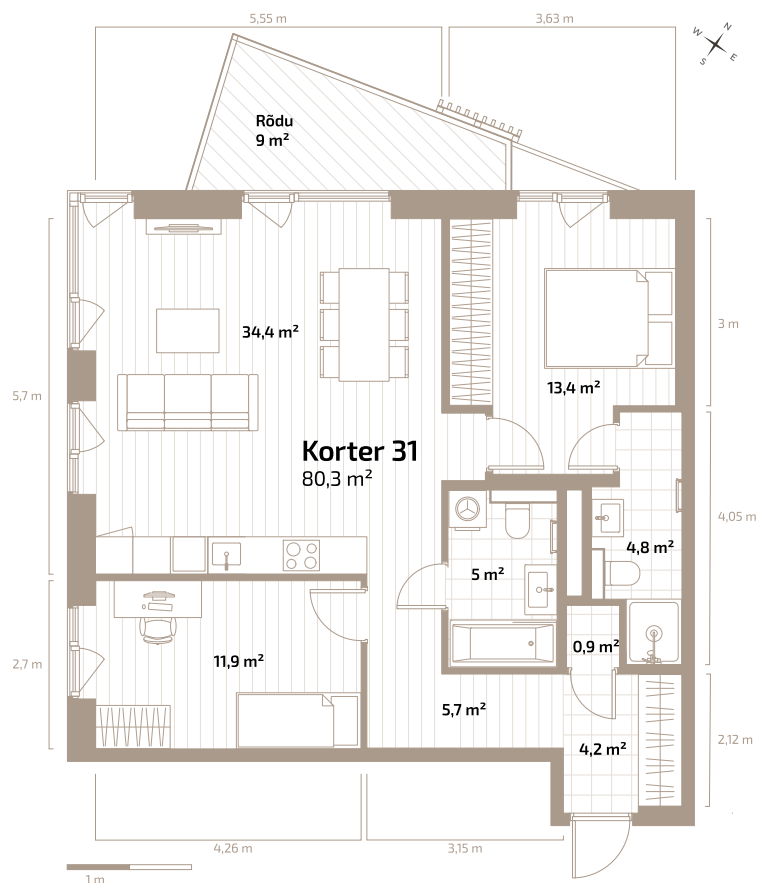 5,55 m
3,63 m
N
W
E
S
Rõdu
9 m²
34,4 m²
3 m
13,4 m²
5,7 m
Korter 31
80,3 m²
4,05 m
4,8 m²
5 m²
0,9 m²
11,9 m²
2,7 m
5,7 m²
4,2 m²
2,12 m
4,26 m
3,15 m
1 m